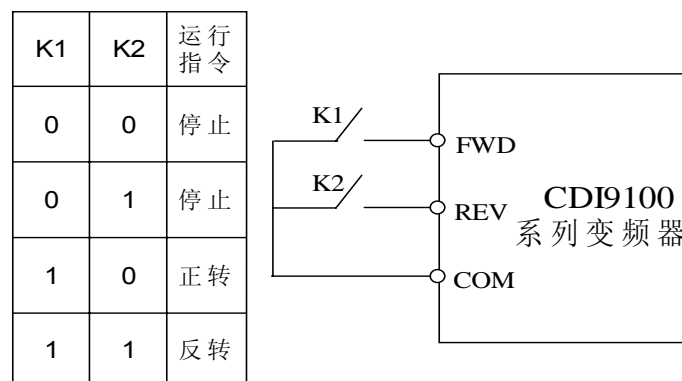 K1 K2 运行指令
0 0 停止
0 1 停止
1 0 正转
1 1 反转
K1
FWD
K2
REV
COM
CDI9100
系列变频器